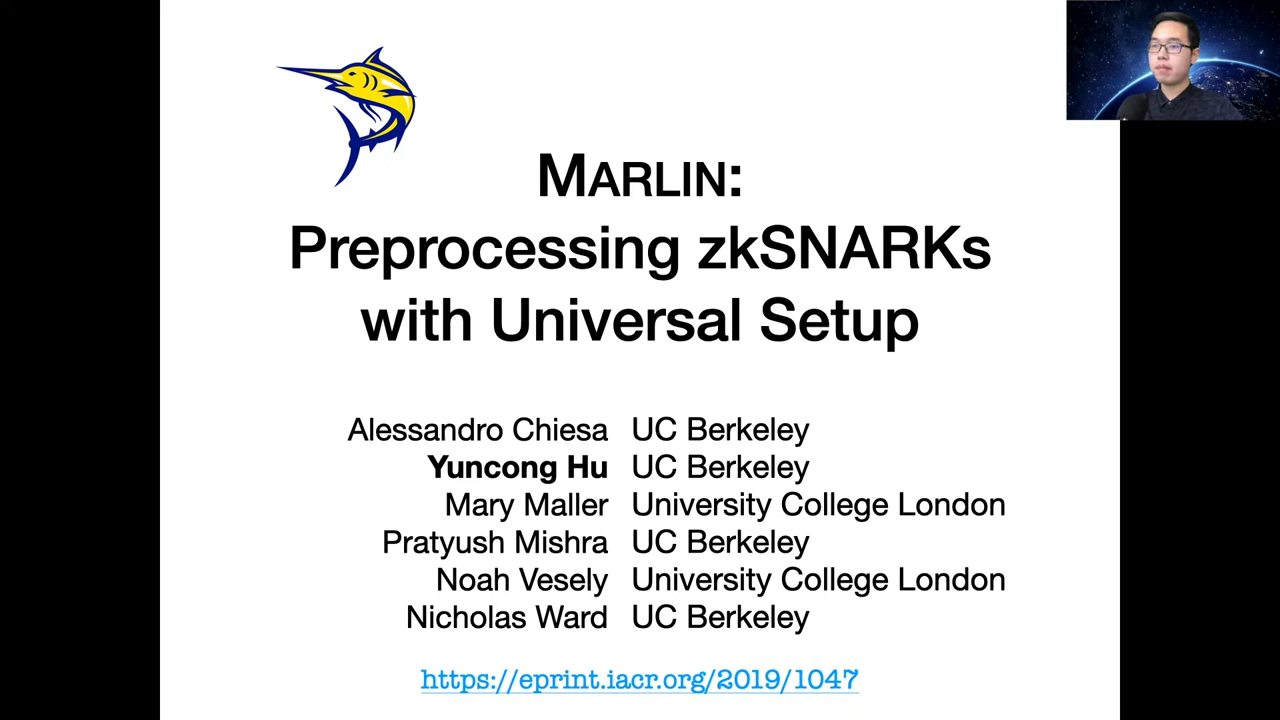 MARLIN:
Preprocessing zkSNARKs
with Universal Setup
Alessandro Chiesa UC Berkeley
Yuncong Hu UC Berkeley
Mary Maller University College London
Pratyush Mishra UC Berkeley
Noah Vesely University College London
Nicholas Ward UC Berkeley
https://eprint.iacr.org/2019/1047